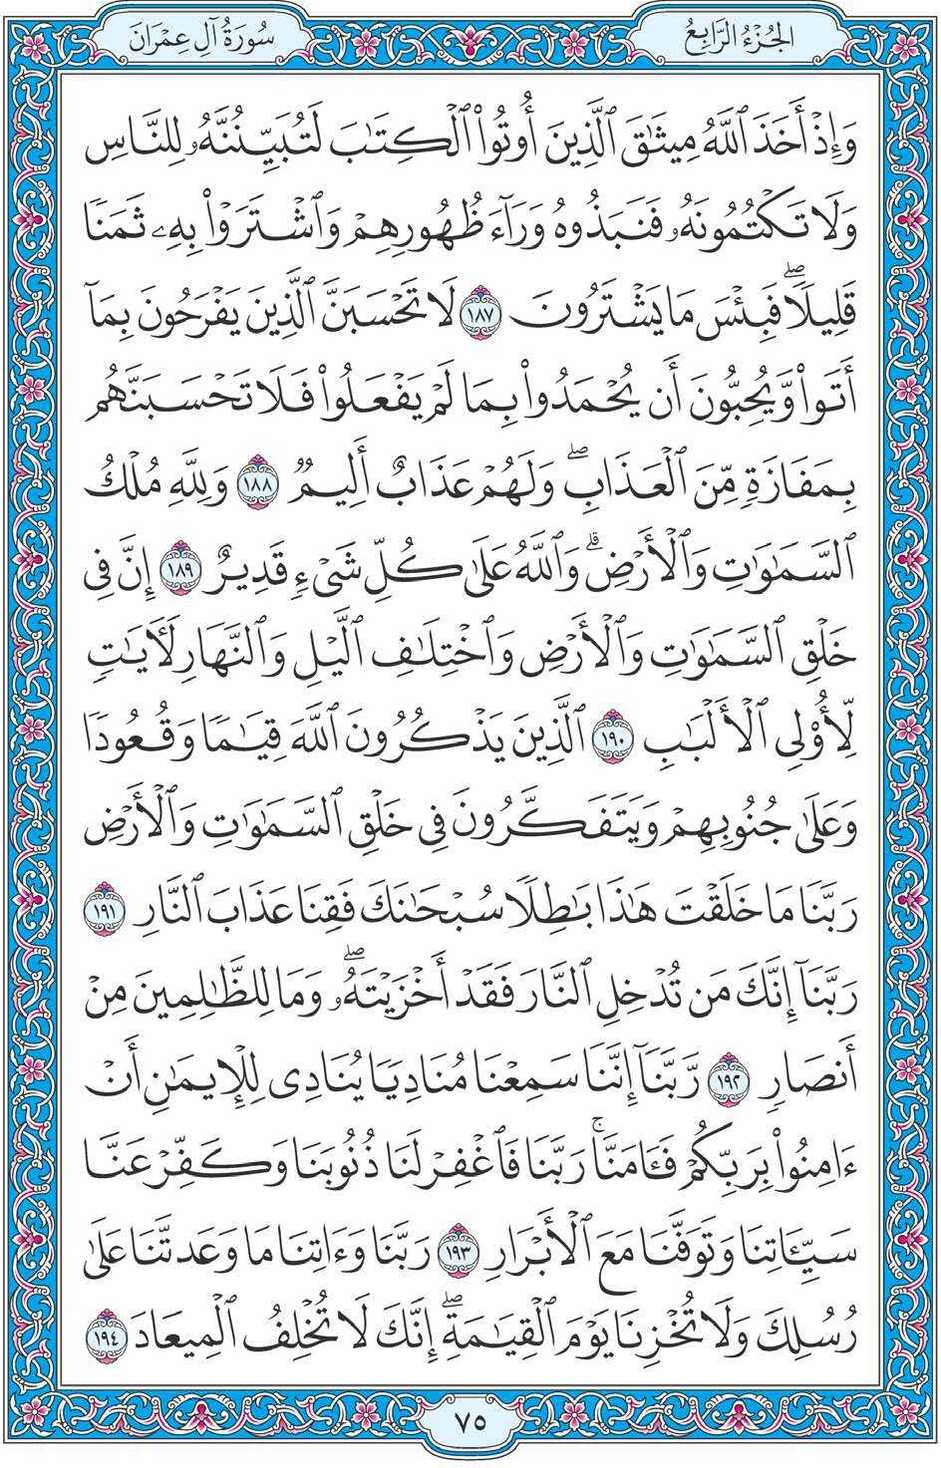 الجُزْءُ الرَّابِعُ
سُورَةُ آلِ عِمْرَانَ
وَإِذْ أَخَذَ ٱللَّهُ مِيثَٰقَ ٱلَّذِينَ أُوتُوا۟ ٱلْكِتَٰبَ لَتُبَيِّنُنَّهُۥ لِلنَّاسِ
وَلَا تَكْتُمُونَهُۥ فَنَبَذُوهُ وَرَآءَ ظُهُورِهِمْ وَٱشْتَرَوْا۟ بِهِۦ ثَمَنًا
قَلِيلًا ۖ فَبِئْسَ مَا يَشْتَرُونَ ١٨٧ لَا تَحْسَبَنَّ ٱلَّذِينَ يَفْرَحُونَ بِمَآ
أَتَوا۟ وَّيُحِبُّونَ أَن يُحْمَدُوا۟ بِمَا لَمْ يَفْعَلُوا۟ فَلَا تَحْسَبَنَّهُم
بِمَفَازَةٍ مِّنَ ٱلْعَذَابِ ۖ وَلَهُمْ عَذَابٌ أَلِيمٌ ١٨٨ وَلِلَّهِ مُلْكُ
ٱلسَّمَٰوَٰتِ وَٱلْأَرْضِ ۗ وَٱللَّهُ عَلَىٰ كُلِّ شَىْءٍ قَدِيرٌ ١٨٩ إِنَّ فِى
خَلْقِ ٱلسَّمَٰوَٰتِ وَٱلْأَرْضِ وَٱخْتِلَٰفِ ٱلَّيْلِ وَٱلنَّهَارِ لَـَٔايَٰتٍ
لِّأُو۟لِى ٱلْأَلْبَٰبِ ١٩٠ ٱلَّذِينَ يَذْكُرُونَ ٱللَّهَ قِيَٰمًا وَقُعُودًا
وَعَلَىٰ جُنُوبِهِمْ وَيَتَفَكَّرُونَ فِى خَلْقِ ٱلسَّمَٰوَٰتِ وَٱلْأَرْضِ
رَبَّنَا مَا خَلَقْتَ هَٰذَا بَٰطِلًا سُبْحَٰنَكَ فَقِنَا عَذَابَ ٱلنَّارِ ١٩١
رَبَّنَآ إِنَّكَ مَن تُدْخِلِ ٱلنَّارَ فَقَدْ أَخْزَيْتَهُۥ ۖ وَمَا لِلظَّٰلِمِينَ مِنْ
أَنصَارٍ ١٩٢ رَّبَّنَآ إِنَّنَا سَمِعْنَا مُنَادِيًا يُنَادِى لِلْإِيمَٰنِ أَنْ
ءَامِنُوا۟ بِرَبِّكُمْ فَـَٔامَنَّا ۚ رَبَّنَا فَٱغْفِرْ لَنَا ذُنُوبَنَا وَكَفِّرْ عَنَّا
سَيِّـَٔاتِنَا وَتَوَفَّنَا مَعَ ٱلْأَبْرَارِ ١٩٣ رَبَّنَا وَءَاتِنَا مَا وَعَدتَّنَا عَلَىٰ
رُسُلِكَ وَلَا تُخْزِنَا يَوْمَ ٱلْقِيَٰمَةِ ۖ إِنَّكَ لَا تُخْلِفُ ٱلْمِيعَادَ ١٩٤
٧٥